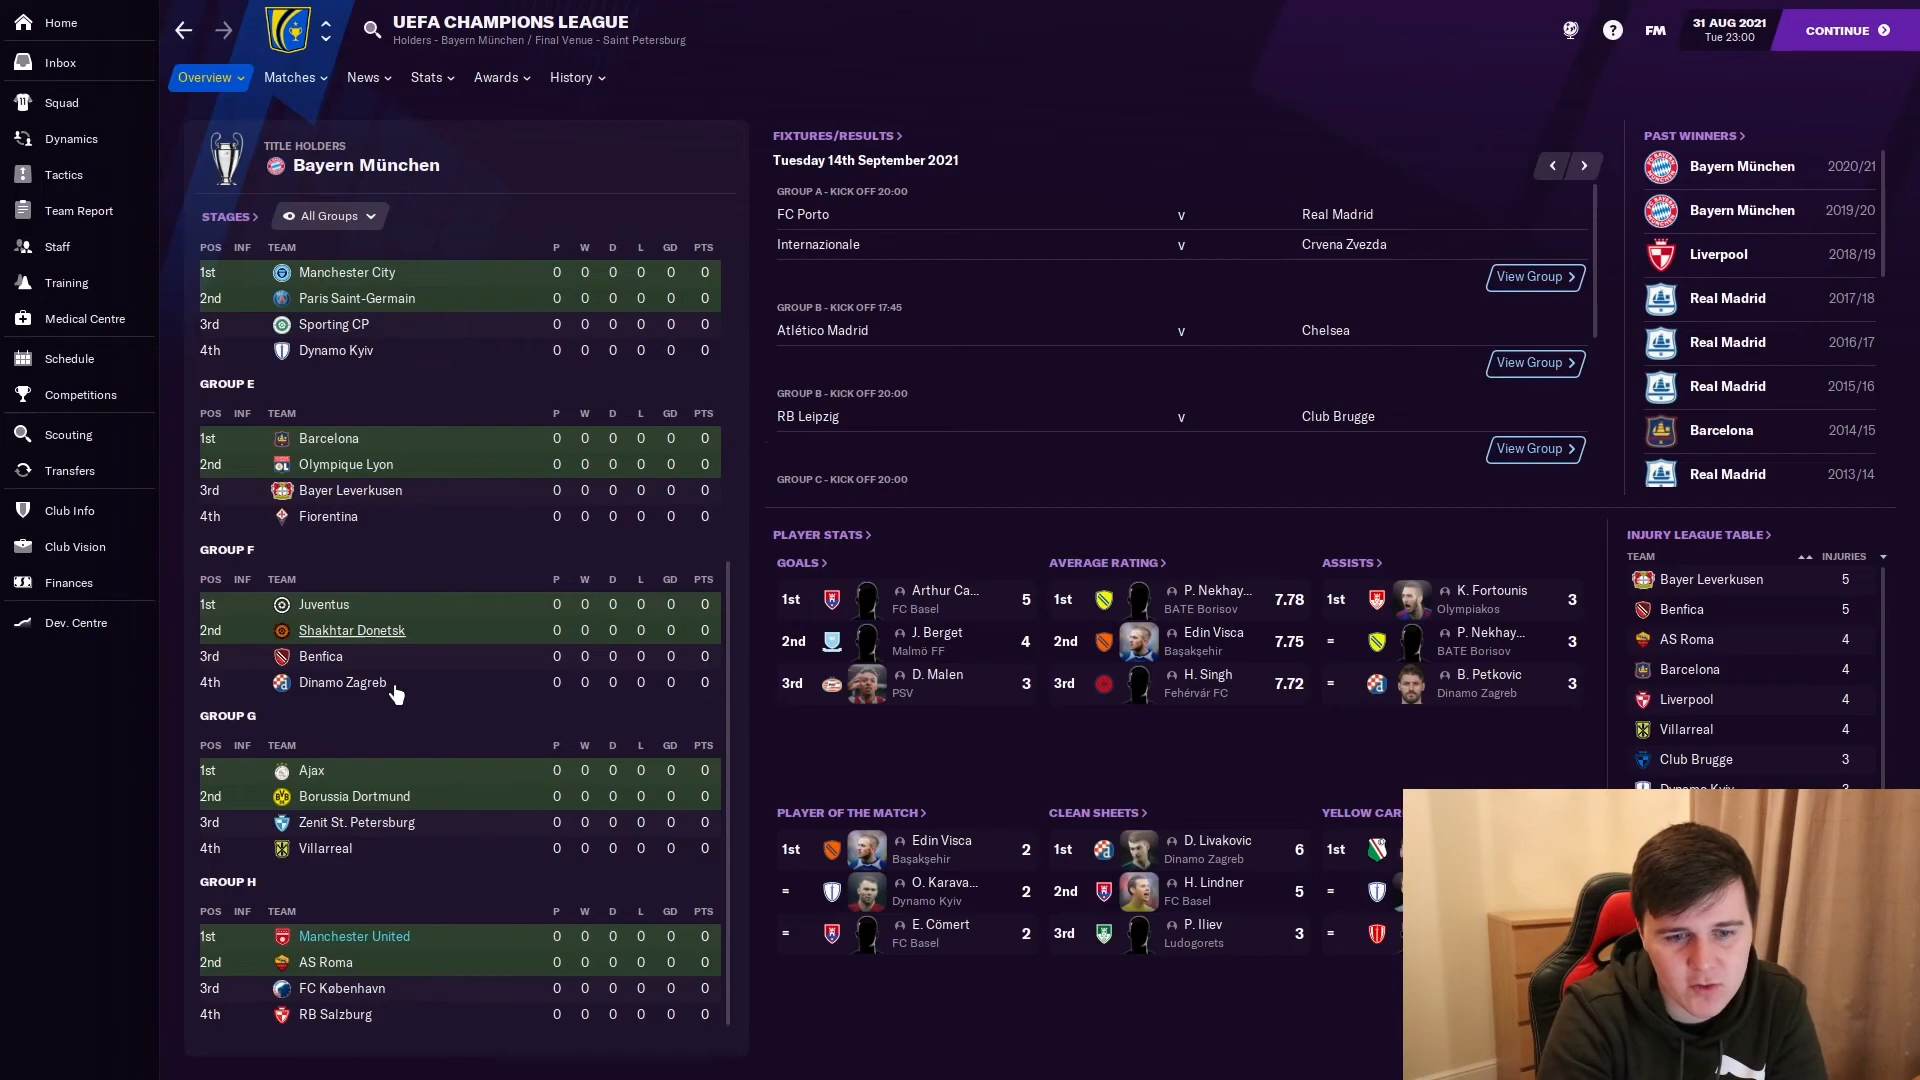 Home
Inbox
Squad
Dynamics
Tactics
Team Report
Staff
Training
Medical Centre
Schedule
Competitions
Scouting
Transfers
Club Info
Club Vision
Finances
Dev. Centre
UEFA CHAMPIONS LEAGUE
Holders - Bayern München / Final Venue - Saint Petersburg
FM
31 AUG 2021
Tue 23:00
CONTINUE
Overview Matches News Stats Awards History
TITLE HOLDERS
Bayern München
STAGES All Groups
POS INF TEAM P W D L GD PTS
1st Manchester City 0 0 0 0 0 0
2nd Paris Saint-Germain 0 0 0 0 0 0
3rd Sporting CP 0 0 0 0 0 0
4th Dynamo Kyiv 0 0 0 0 0 0
GROUP E
POS INF TEAM P W D L GD PTS
1st Barcelona 0 0 0 0 0 0
2nd Olympique Lyon 0 0 0 0 0 0
3rd Bayer Leverkusen 0 0 0 0 0 0
4th Fiorentina 0 0 0 0 0 0
GROUP F
POS INF TEAM P W D L GD PTS
1st Juventus 0 0 0 0 0 0
2nd Shakhtar Donetsk 0 0 0 0 0 0
3rd Benfica 0 0 0 0 0 0
4th Dinamo Zagreb 0 0 0 0 0 0
GROUP G
POS INF TEAM P W D L GD PTS
1st Ajax 0 0 0 0 0 0
2nd Borussia Dortmund 0 0 0 0 0 0
3rd Zenit St. Petersburg 0 0 0 0 0 0
4th Villarreal 0 0 0 0 0 0
GROUP H
POS INF TEAM P W D L GD PTS
1st Manchester United 0 0 0 0 0 0
2nd AS Roma 0 0 0 0 0 0
3rd FC København 0 0 0 0 0 0
4th RB Salzburg 0 0 0 0 0 0
FIXTURES/RESULTS
Tuesday 14th September 2021
GROUP A - KICK OFF 20:00
FC Porto v Real Madrid
Internazionale v Crvena Zvezda
View Group
GROUP B - KICK OFF 17:45
Atlético Madrid v Chelsea
View Group
GROUP B - KICK OFF 20:00
RB Leipzig v Club Brugge
View Group
GROUP C - KICK OFF 20:00
PAST WINNERS
Bayern München 2020/21
Bayern München 2019/20
Liverpool 2018/19
Real Madrid 2017/18
Real Madrid 2016/17
Real Madrid 2015/16
Barcelona 2014/15
Real Madrid 2013/14
PLAYER STATS
GOALS
1st Arthur Ca... 5
FC Basel
2nd J. Berget 4
Malmö FF
3rd D. Malen 3
PSV
AVERAGE RATING
1st P. Nekhay... 7.78
BATE Borisov
2nd Edin Visca 7.75
Başakşehir
3rd H. Singh 7.72
Fehérvár FC
ASSISTS
1st K. Fortounis 3
Olympiakos
= P. Nekhay... 3
BATE Borisov
= B. Petkovic 3
Dinamo Zagreb
INJURY LEAGUE TABLE
TEAM INJURIES
Bayer Leverkusen 5
Benfica 5
AS Roma 4
Barcelona 4
Liverpool 4
Villarreal 4
Club Brugge 3
PLAYER OF THE MATCH
1st Edin Visca 2
Başakşehir
= O. Karava... 2
Dynamo Kyiv
= E. Cömert 2
FC Basel
CLEAN SHEETS
1st D. Livakovic 6
Dinamo Zagreb
2nd H. Lindner 5
FC Basel
3rd P. Iliev 3
Ludogorets
YELLOW CAR
1st
=
=